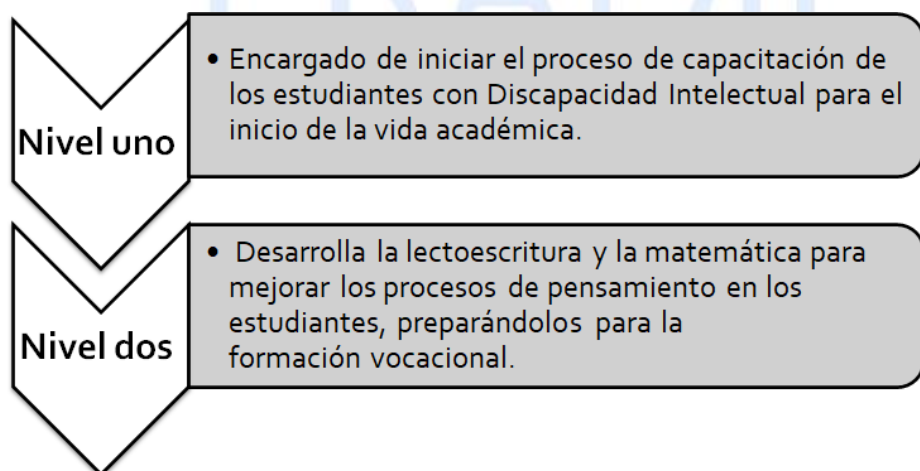 Nivel uno
• Encargado de iniciar el proceso de capacitación de
los estudiantes con Discapacidad Intelectual para el
inicio de la vida académica.
Nivel dos
• Desarrolla la lectoescritura y la matemática para
mejorar los procesos de pensamiento en los
estudiantes, preparándolos para la
formación vocacional.